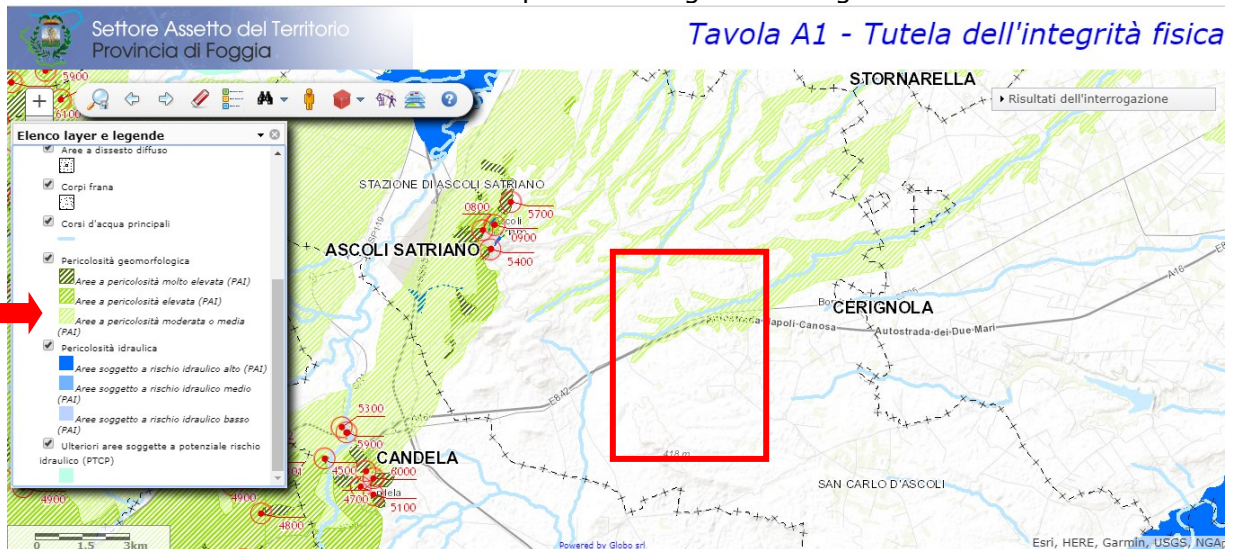 Settore Assetto del Territorio
Provincia di Foggia
Tavola A1 - Tutela dell'integrità fisica
5900
6100
+
STORNARELLA
Risultati dell'interrogazione
Elenco layer e legende
Aree a dissesto diffuso
Corpi frana
Corsi d'acqua principali
Pericolosità geomorfologica
Aree a pericolosità molto elevata (PAI)
Aree a pericolosità elevata (PAI)
Aree a pericolosità moderata o media
(PAI)
Pericolosità idraulica
Aree soggetto a rischio idraulico alto (PAI)
Aree soggetto a rischio idraulico medio
(PAI)
Aree soggetto a rischio idraulico basso
(PAI)
Ulteriori aree soggette a potenziale rischio
idraulico (PTCP)
STAZIONE DI ASCOLI SATRIANO
0800
5700
0900
ASCOLI SATRIANO
5400
SP119
CERIGNOLA
A16
Napoli-Canosa
Autostrada-dei-Due-Mari
E842
5300
5900
CANDELA
4500
6000
418 m
4700
5100
SAN CARLO D'ASCOLI
4900
4900
4800
0 1.5 3km
Powered by Globo srl
Esri, HERE, Garmin, USGS, NGA